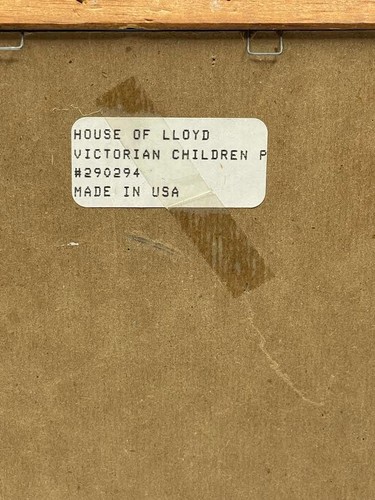 HOUSE OF LLOYD
VICTORIAN CHILDREN P
#290294
MADE IN USA